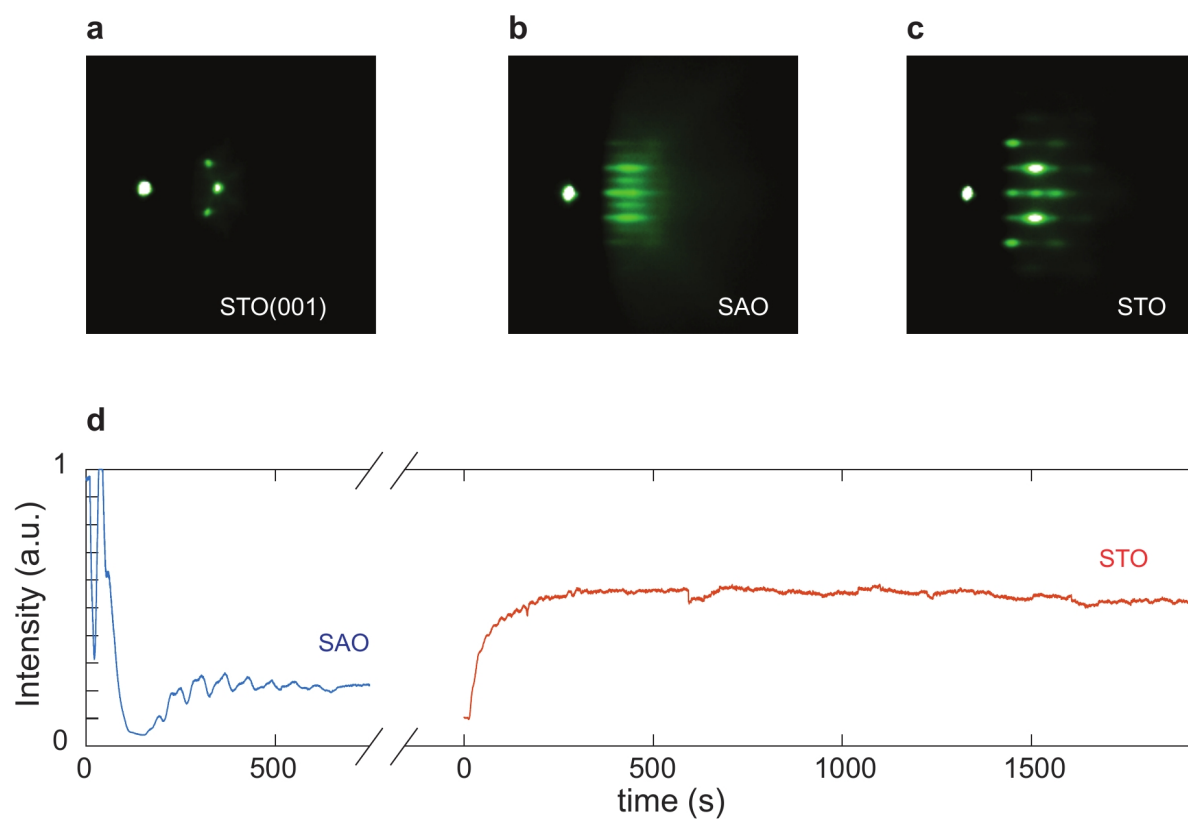 a
b
c
STO(001)
SAO
STO
d
1
Intensity (a.u.)
SAO
STO
0
0
500
0
500
1000
1500
time (s)